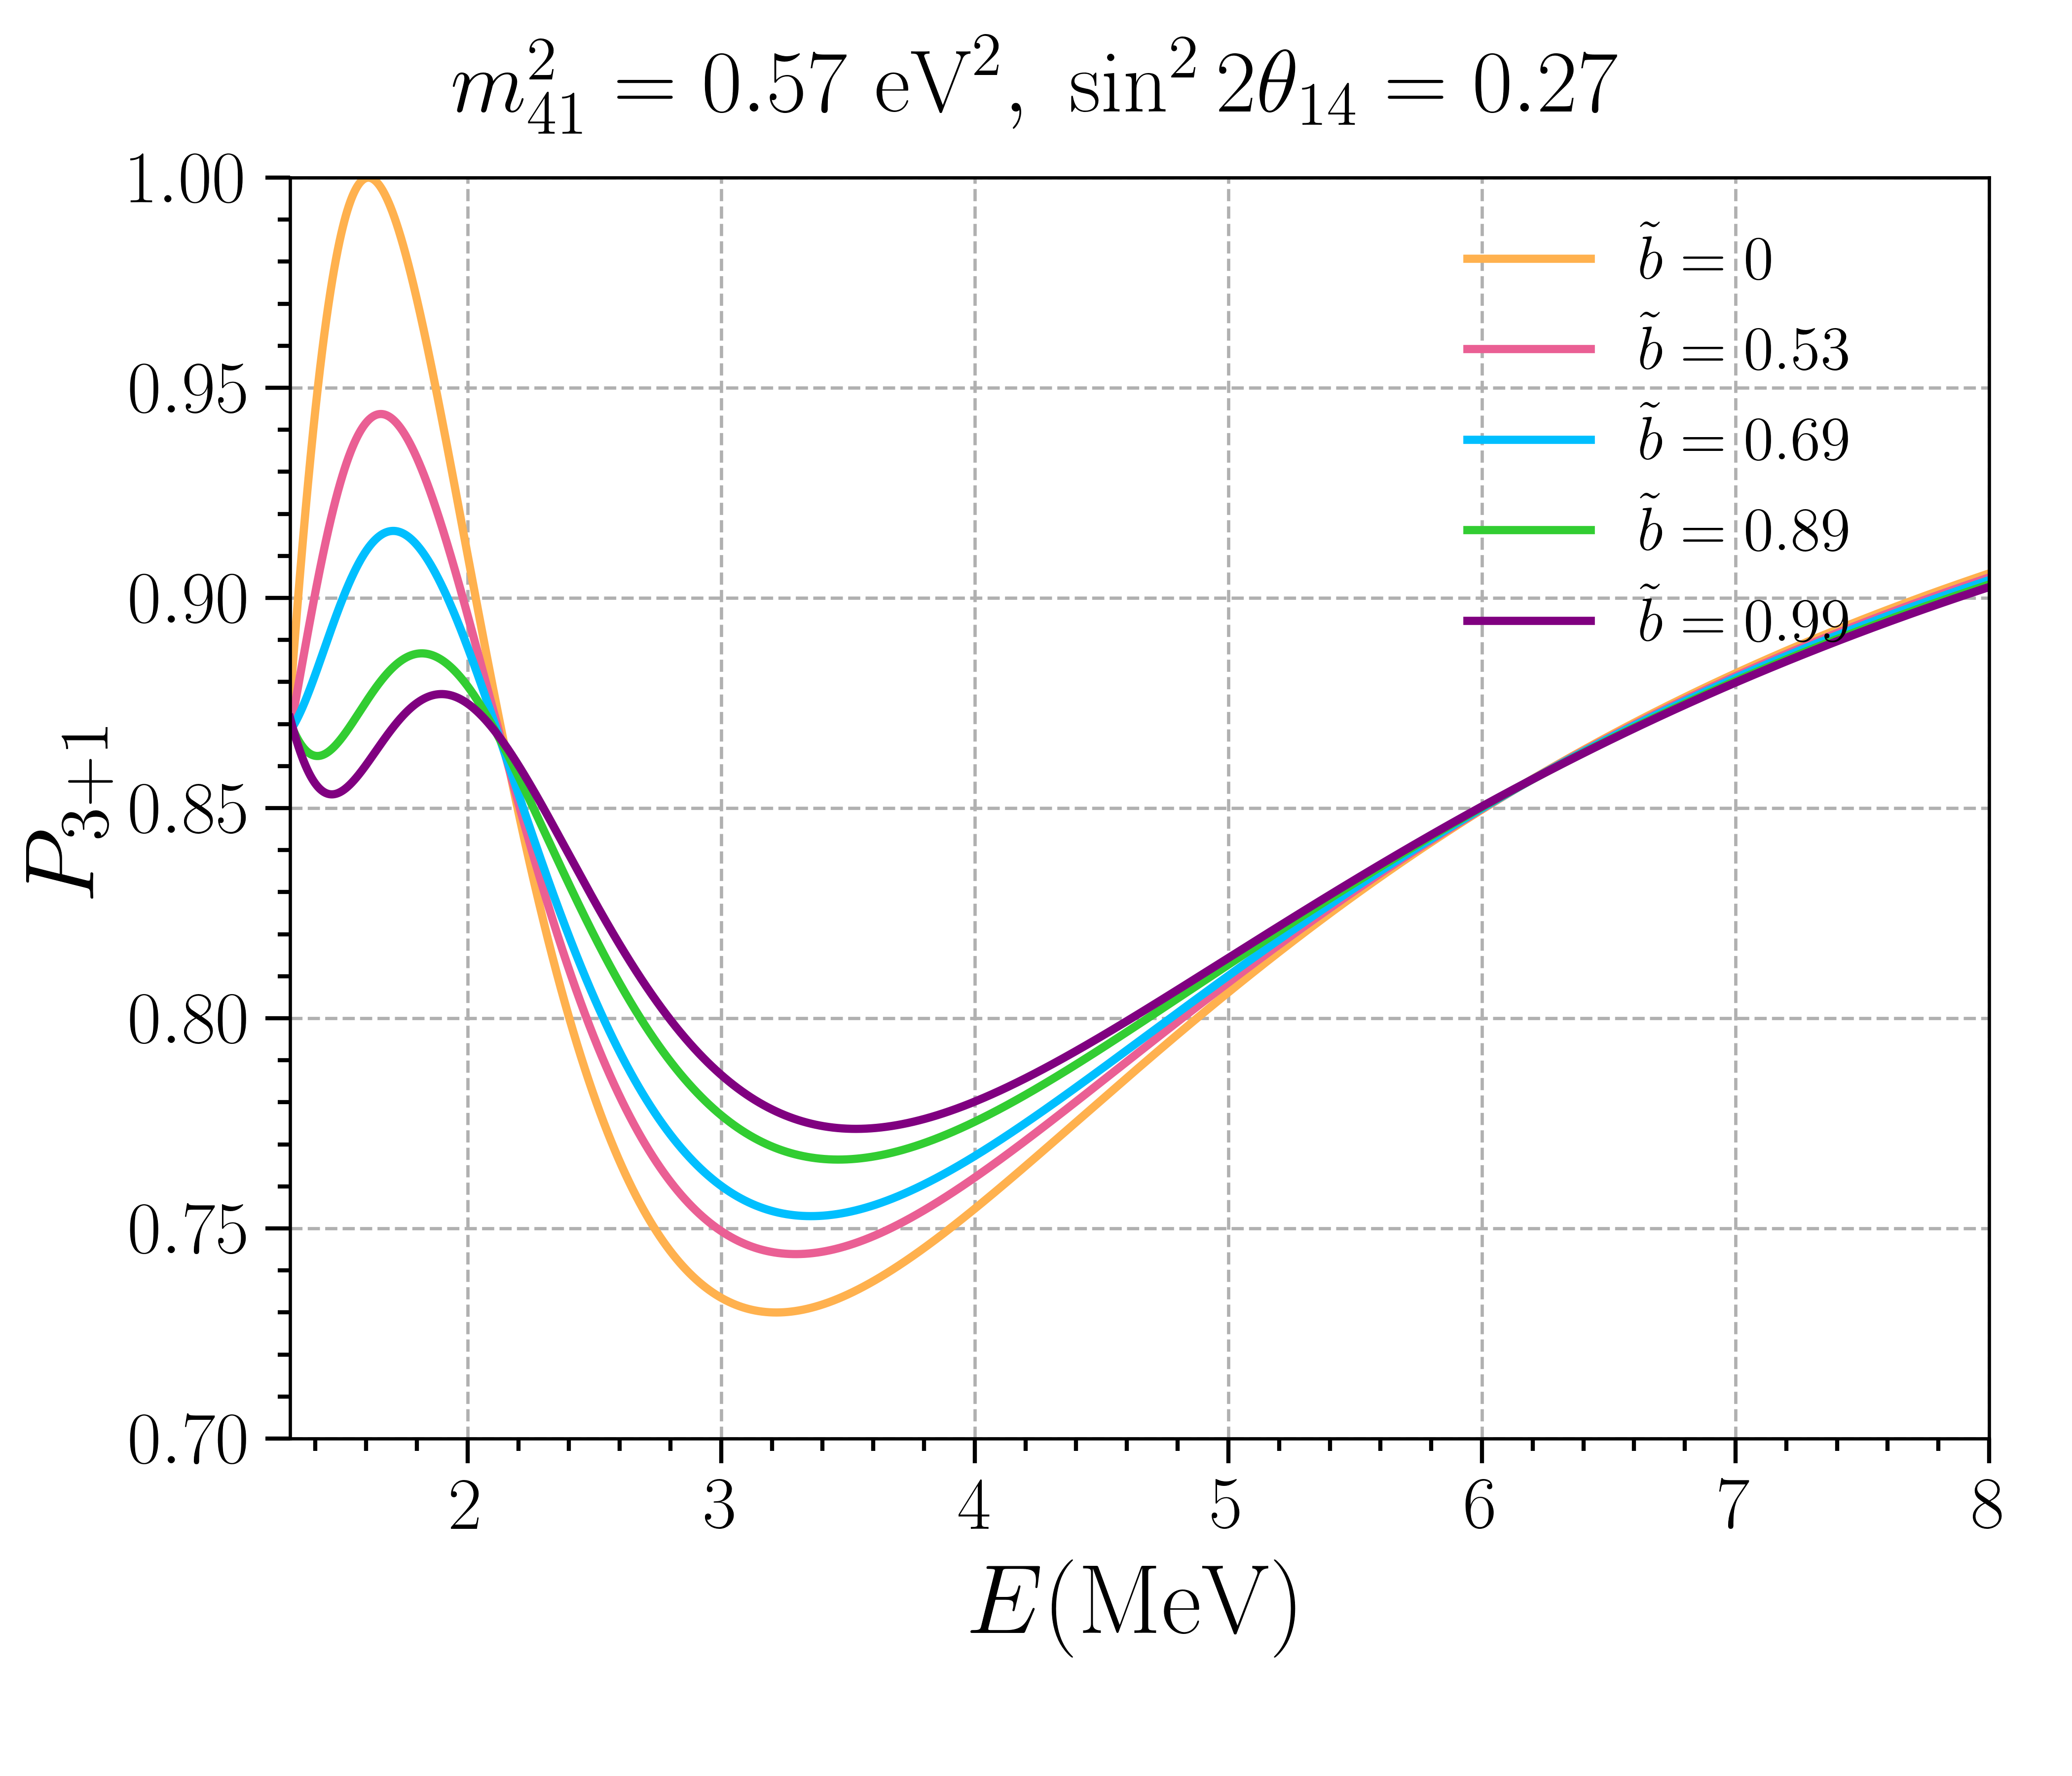 m²₄₁ = 0.57 eV², sin² 2θ₁₄ = 0.27
1.00
0.95
0.90
0.85
0.80
0.75
0.70
P₃₊₁
b̃ = 0
b̃ = 0.53
b̃ = 0.69
b̃ = 0.89
b̃ = 0.99
2 3 4 5 6 7 8
E(MeV)